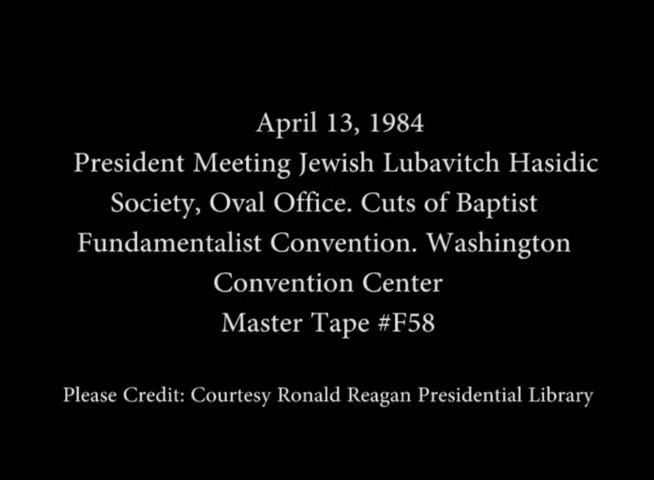 April 13, 1984
President Meeting Jewish Lubavitch Hasidic
Society, Oval Office. Cuts of Baptist
Fundamentalist Convention. Washington
Convention Center
Master Tape #F58
Please Credit: Courtesy Ronald Reagan Presidential Library